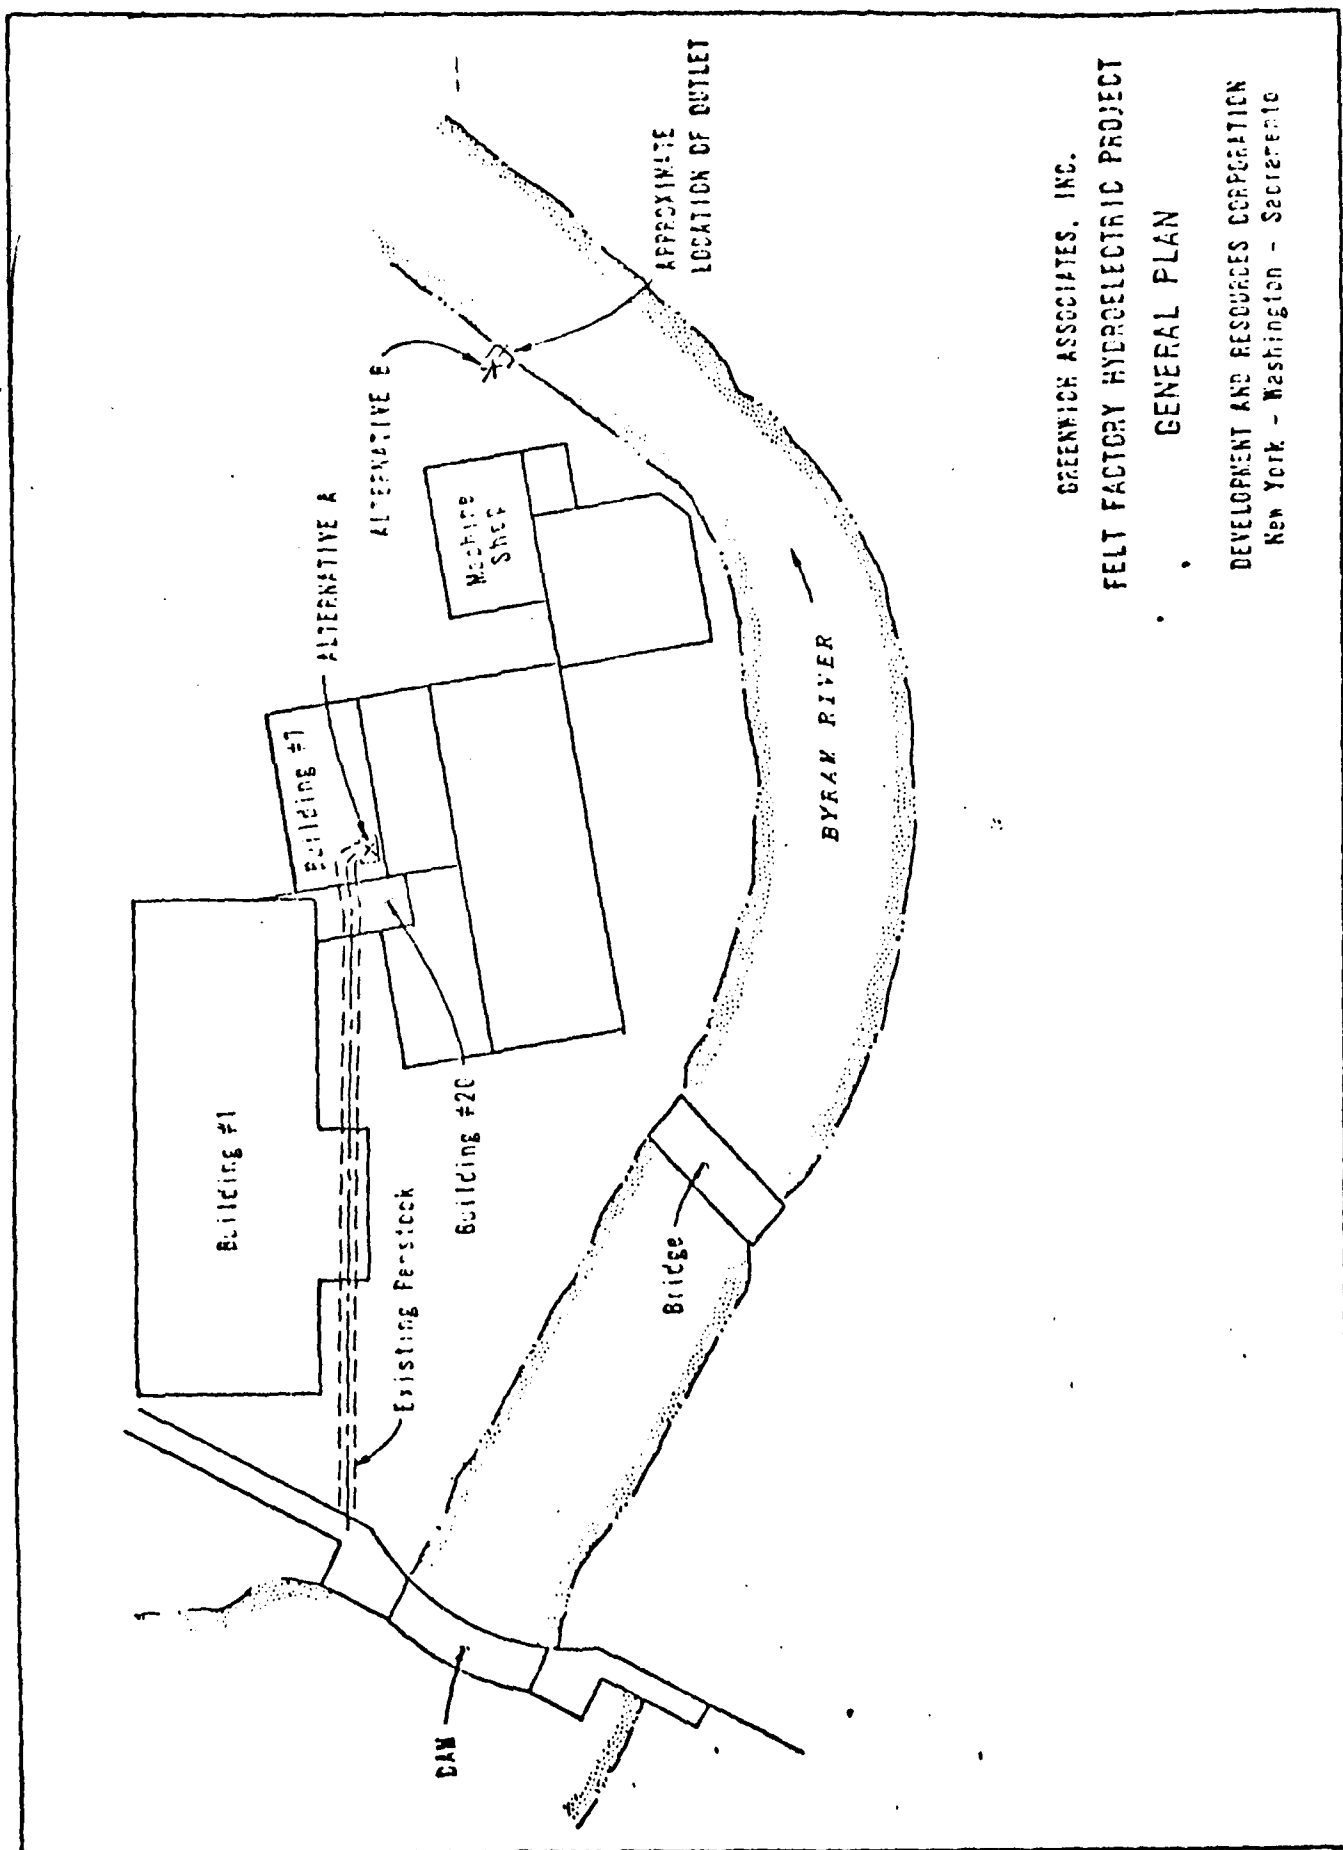 DAM
Existing Penstock
Building #1
Building #20
Building #7
ALTERNATIVE A
ALTERNATIVE B
Machine
Shop
APPROXIMATE
LOCATION OF OUTLET
Bridge
BYRAM RIVER
GREENWICH ASSOCIATES, INC.
FELT FACTORY HYDROELECTRIC PROJECT
GENERAL PLAN
DEVELOPMENT AND RESOURCES CORPORATION
New York - Washington - Sacramento